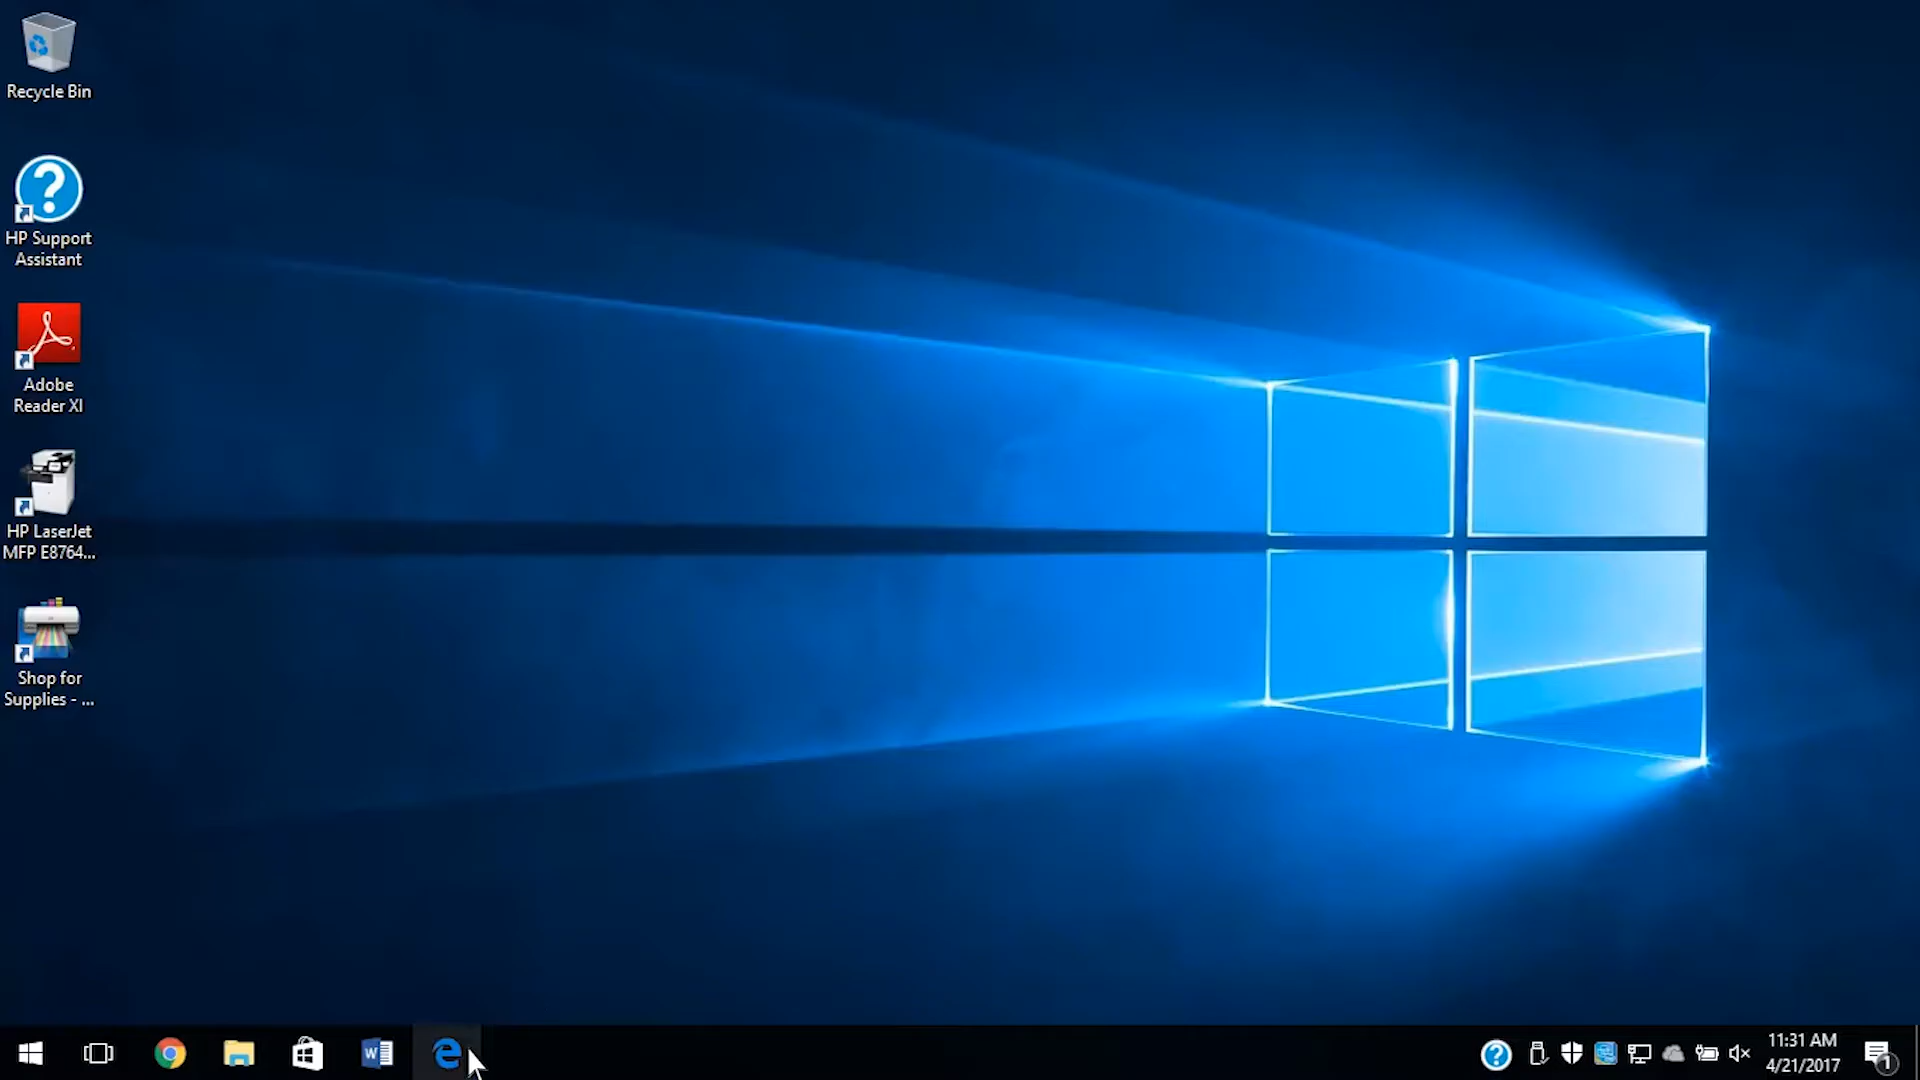 Recycle Bin
HP Support
Assistant
Adobe
Reader XI
HP LaserJet
MFP E8764...
Shop for
Supplies - ...
11:31 AM
4/21/2017
1